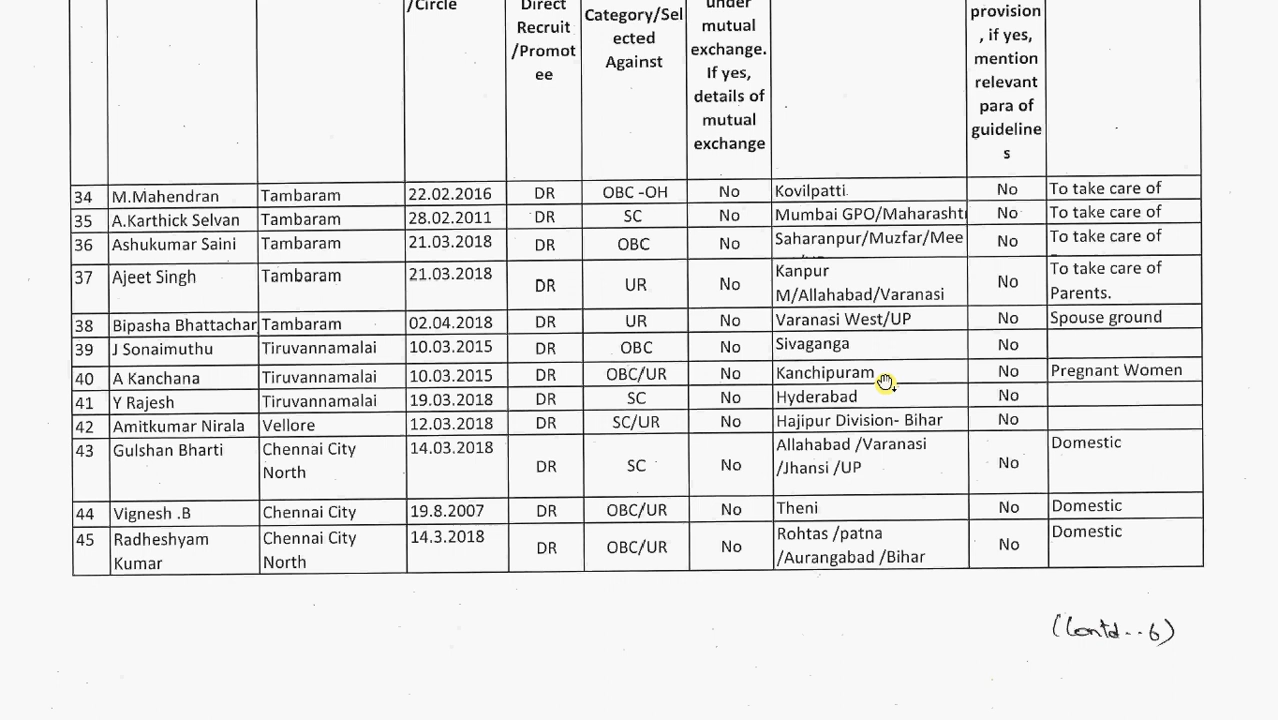 /Circle
Direct
Recruit
/Promot
ee
Category/Sel
ected
Against
under
mutual
exchange.
If yes,
details of
mutual
exchange
provision
, if yes,
mention
relevant
para of
guideline
s
34 M.Mahendran Tambaram 22.02.2016 DR OBC -OH No Kovilpatti No To take care of
35 A.Karthick Selvan Tambaram 28.02.2011 DR SC No Mumbai GPO/Maharasht No To take care of
36 Ashukumar Saini Tambaram 21.03.2018 DR OBC No Saharanpur/Muzfar/Mee No To take care of
37 Ajeet Singh Tambaram 21.03.2018 DR UR No Kanpur
M/Allahabad/Varanasi No To take care of
Parents.
38 Bipasha Bhattachar Tambaram 02.04.2018 DR UR No Varanasi West/UP No Spouse ground
39 J Sonaimuthu Tiruvannamalai 10.03.2015 DR OBC No Sivaganga No
40 A Kanchana Tiruvannamalai 10.03.2015 DR OBC/UR No Kanchipuram No Pregnant Women
41 Y Rajesh Tiruvannamalai 19.03.2018 DR SC No Hyderabad No
42 Amitkumar Nirala Vellore 12.03.2018 DR SC/UR No Hajipur Division- Bihar No
43 Gulshan Bharti Chennai City
North 14.03.2018 DR SC No Allahabad /Varanasi
/Jhansi /UP No Domestic
44 Vignesh .B Chennai City 19.8.2007 DR OBC/UR No Theni No Domestic
45 Radheshyam
Kumar Chennai City
North 14.3.2018 DR OBC/UR No Rohtas /patna
/Aurangabad /Bihar No Domestic
(Contd--6)